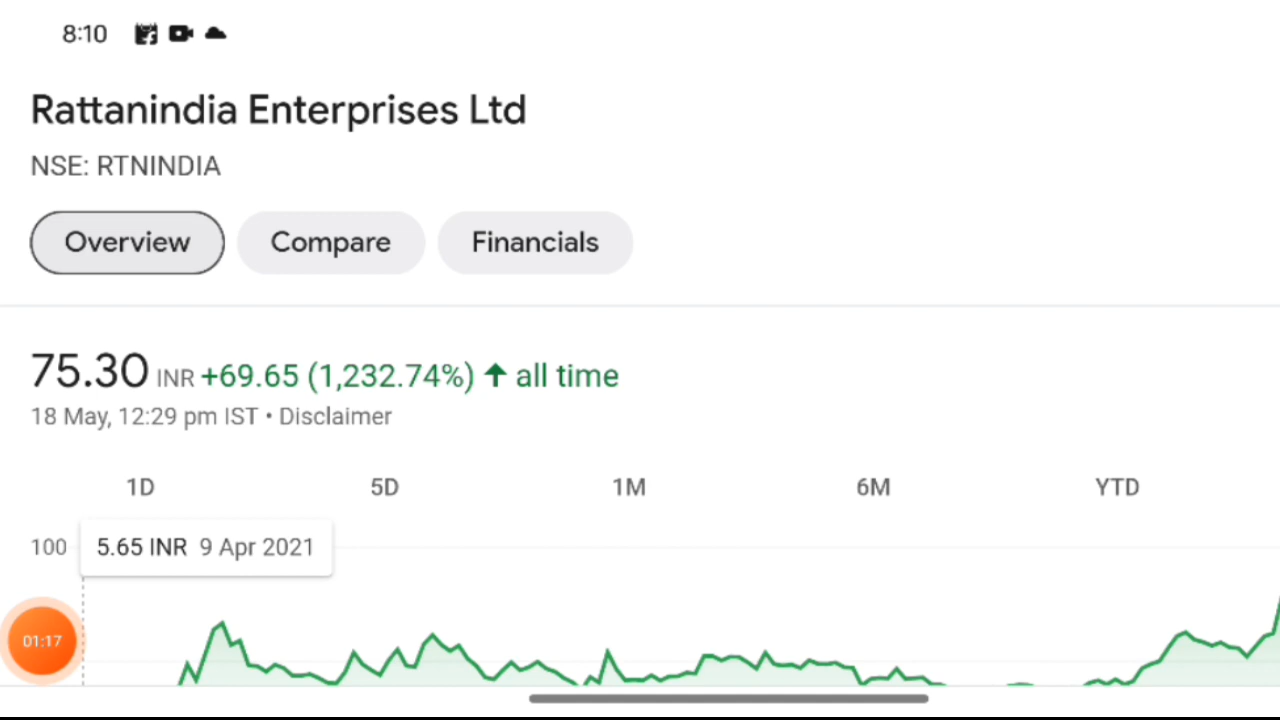 8:10
Rattanindia Enterprises Ltd
NSE: RTNINDIA
Overview Compare Financials
75.30 INR +69.65 (1,232.74%) ↑ all time
18 May, 12:29 pm IST • Disclaimer
1D 5D 1M 6M YTD
100 5.65 INR 9 Apr 2021
01:17